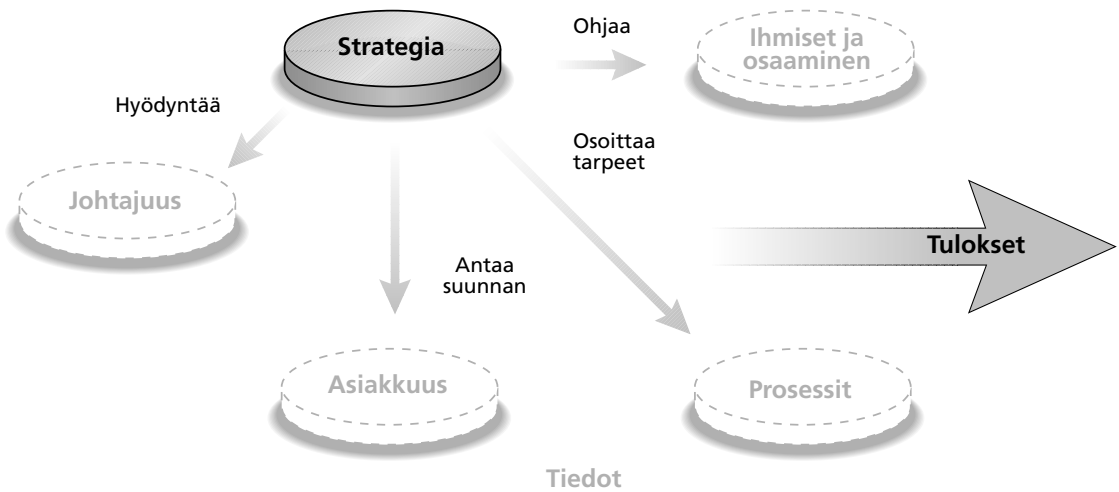 Strategia
Ohjaa
Ihmiset ja
osaaminen
Hyödyntää
Osoittaa
tarpeet
Johtajuus
Tulokset
Antaa
suunnan
Asiakkuus
Prosessit
Tiedot